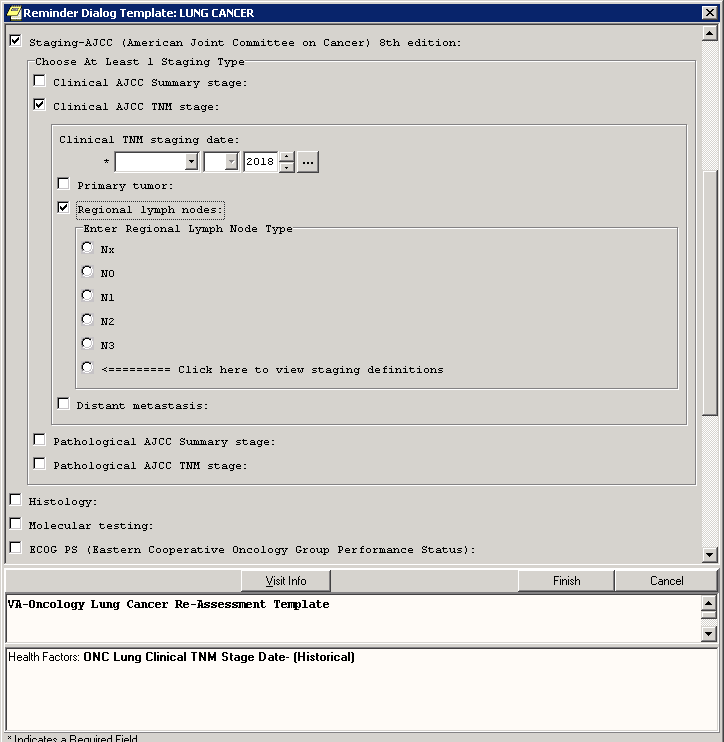 Reminder Dialog Template: LUNG CANCER
Staging-AJCC (American Joint Committee on Cancer) 8th edition:
Choose At Least 1 Staging Type
Clinical AJCC Summary stage:
Clinical AJCC TNM stage:
Clinical TNM staging date:
* 2018 ...
Primary tumor:
Regional lymph nodes:
Enter Regional Lymph Node Type
Nx
N0
N1
N2
N3
<========= Click here to view staging definitions
Distant metastasis:
Pathological AJCC Summary stage:
Pathological AJCC TNM stage:
Histology:
Molecular testing:
ECOG PS (Eastern Cooperative Oncology Group Performance Status):
Visit Info Finish Cancel
VA-Oncology Lung Cancer Re-Assessment Template
Health Factors: ONC Lung Clinical TNM Stage Date- (Historical)
* Indicates a Required Field